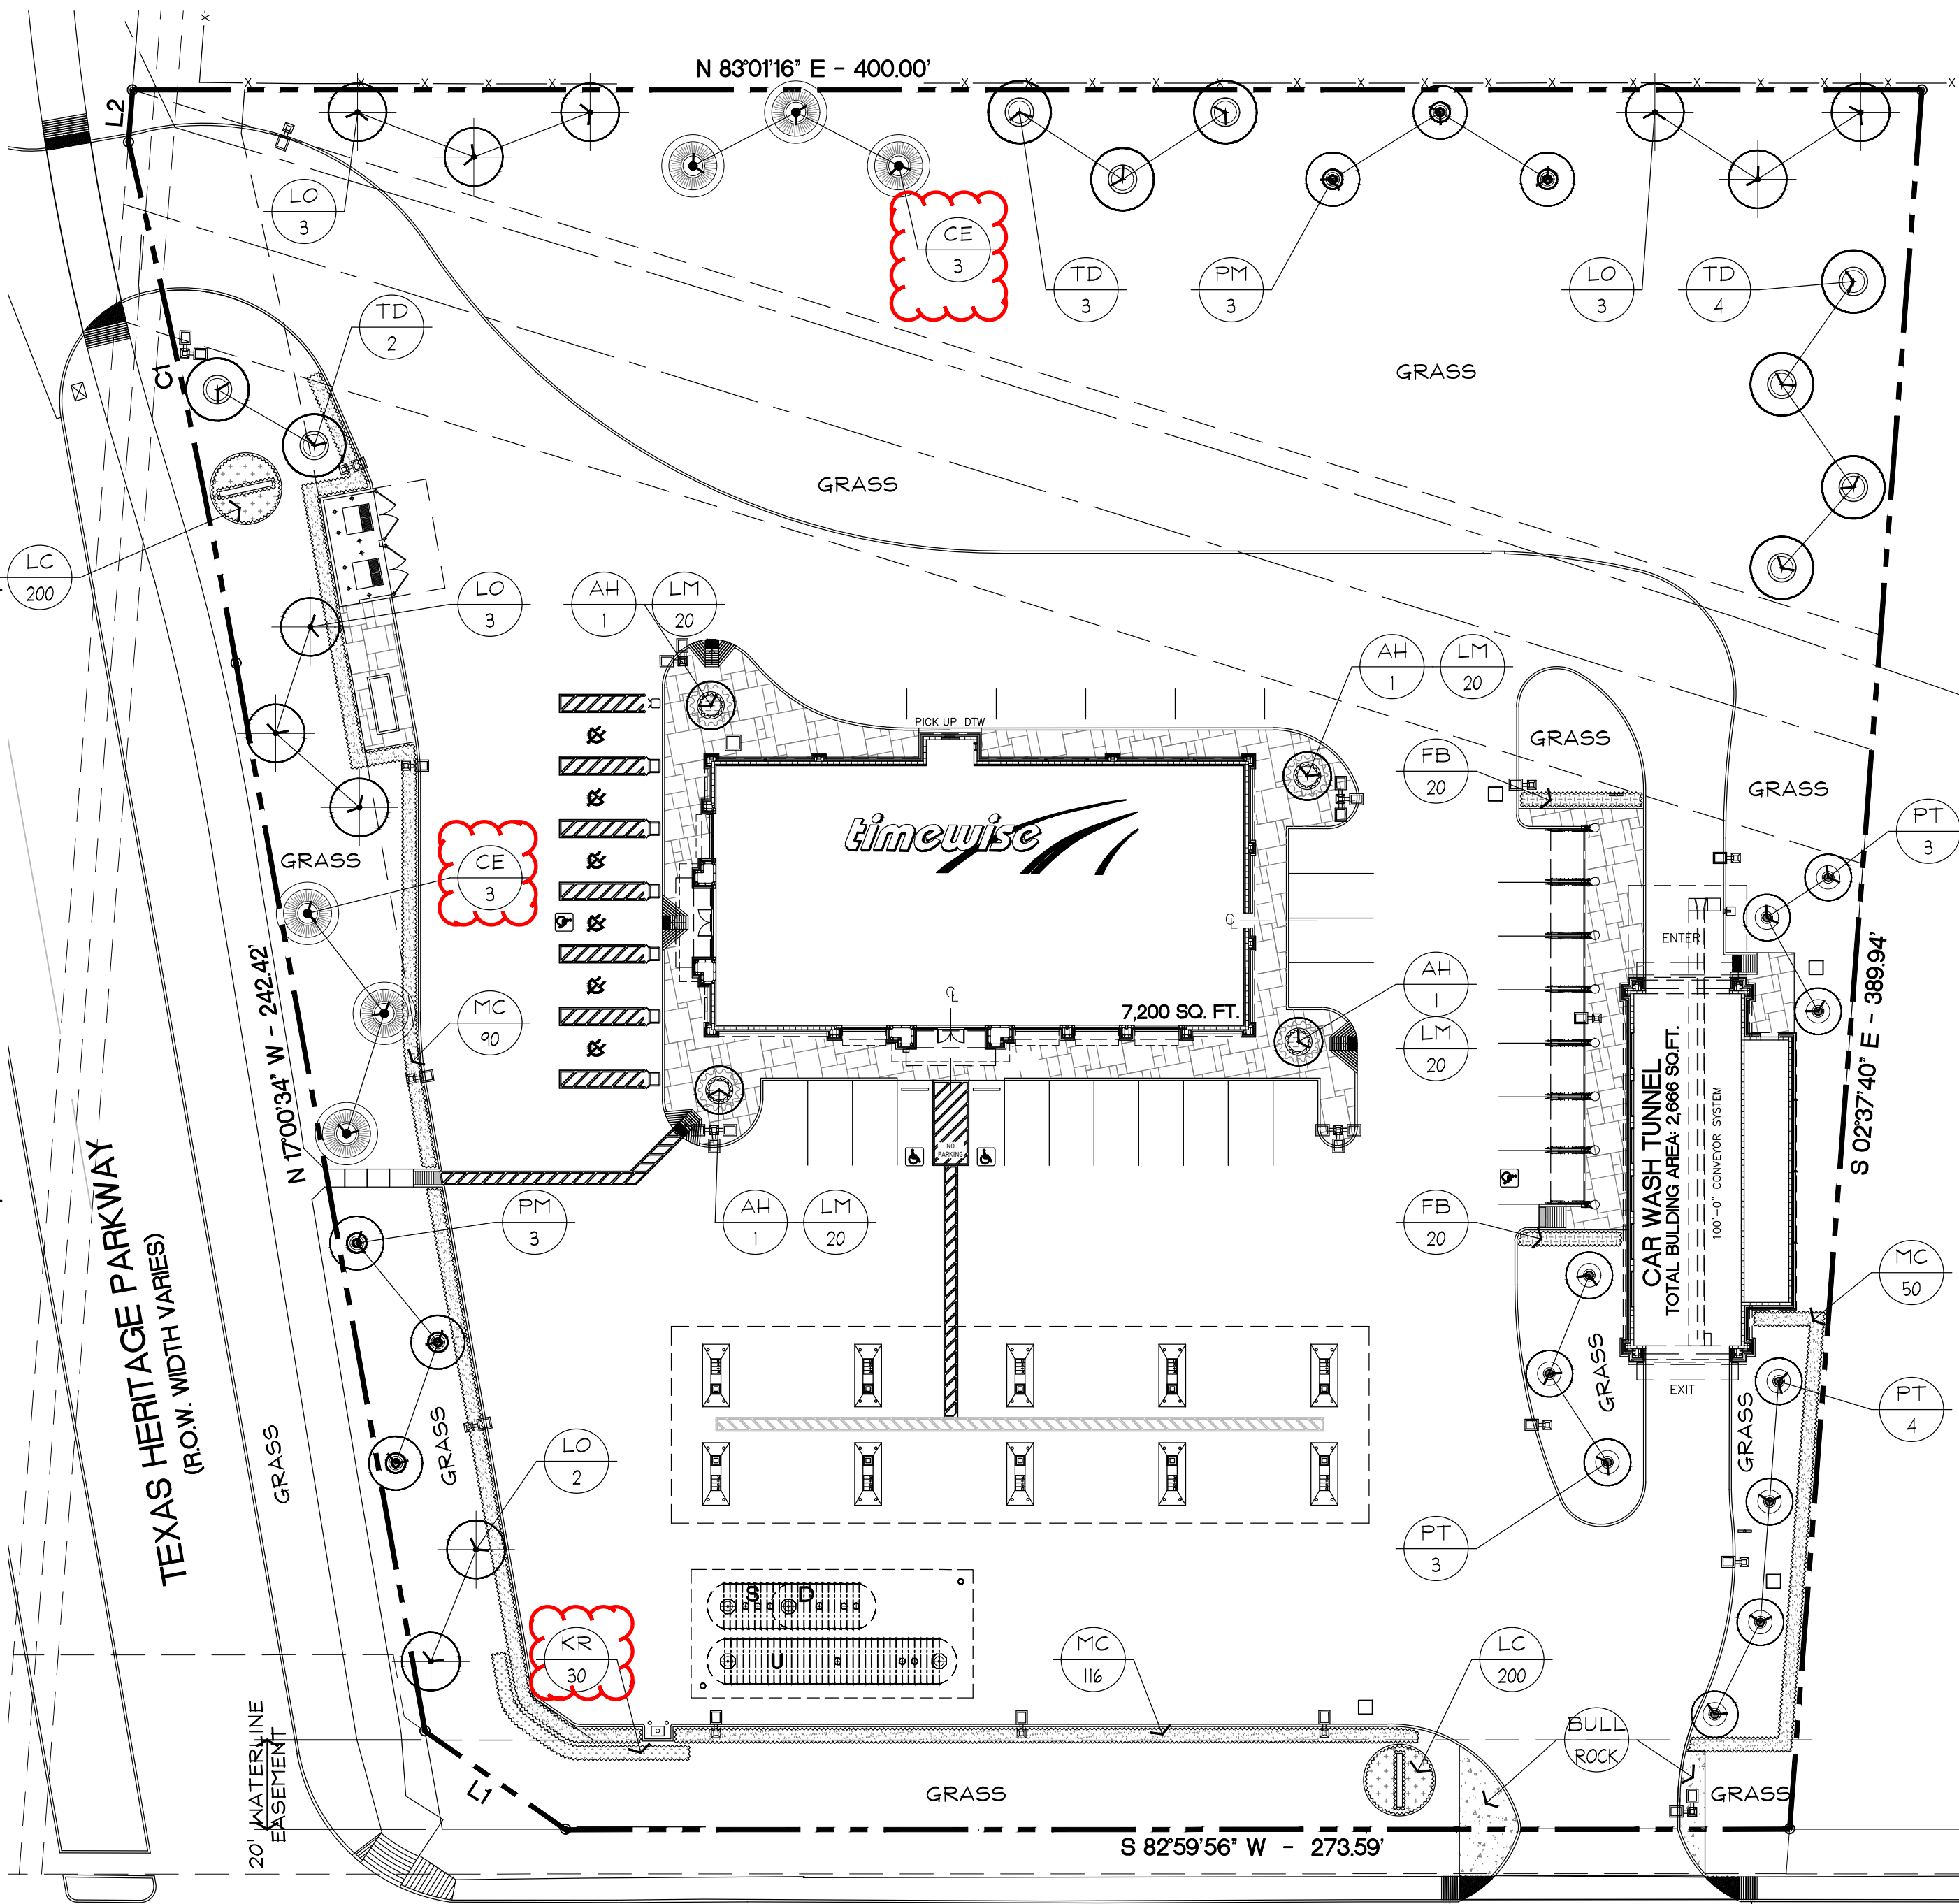 N 83°01'16" E - 400.00'
L2
LO
3
CE
3
TD
3
PM
3
LO
3
TD
4
TD
2
C1
GRASS
GRASS
LC
200
LO
3
AH
1
LM
20
AH
1
LM
20
PICK UP DTW
GRASS
FB
20
GRASS
PT
3
timewise
GRASS
CE
3
ENTER
N 17°00'34" W - 242.42'
MC
90
7,200 SQ. FT.
AH
1
LM
20
S 02°37'40" E - 389.94'
CAR WASH TUNNEL
TOTAL BUILDING AREA: 2,666 SQ.FT.
100'-0" CONVEYOR SYSTEM
NO
PARKING
TEXAS HERITAGE PARKWAY
(R.O.W. WIDTH VARIES)
PM
3
AH
1
LM
20
FB
20
MC
50
GRASS
EXIT
GRASS
PT
4
GRASS
GRASS
LO
2
PT
3
S
D
U
KR
30
MC
116
LC
200
BULL
ROCK
20' WATERLINE
EASEMENT
L1
GRASS
GRASS
S 82°59'56" W - 273.59'